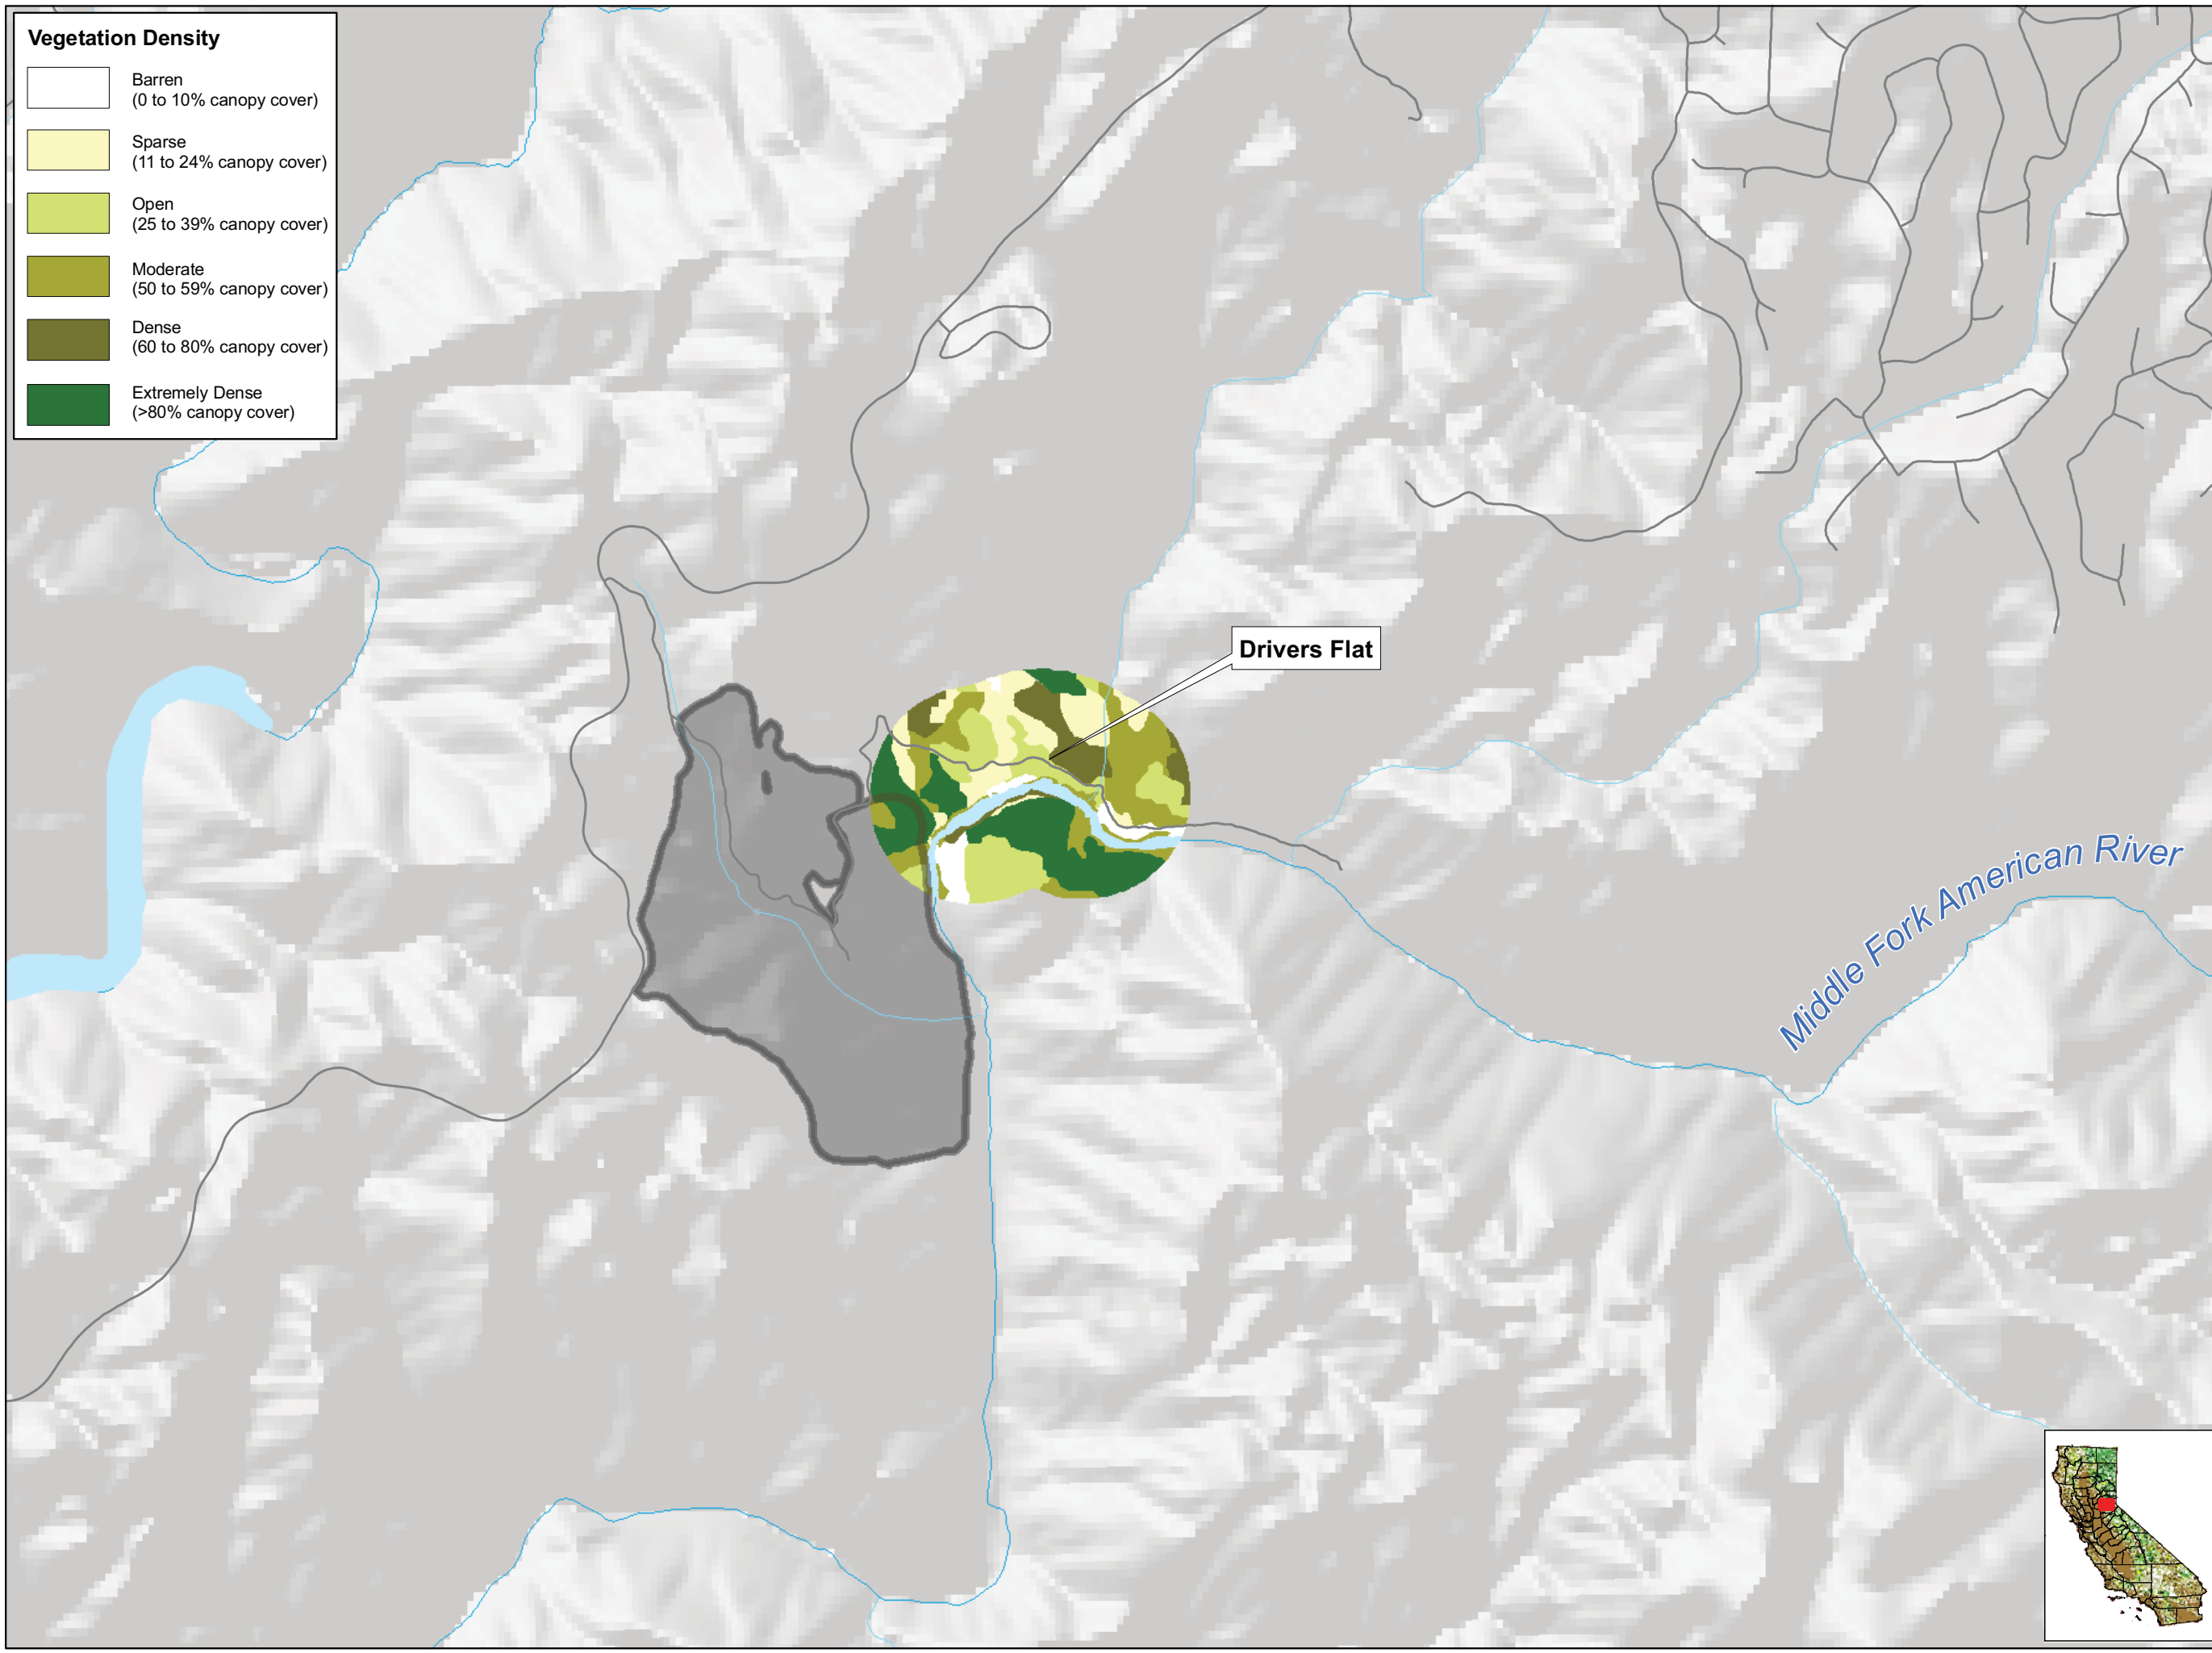 Vegetation Density
Barren
(0 to 10% canopy cover)
Sparse
(11 to 24% canopy cover)
Open
(25 to 39% canopy cover)
Moderate
(50 to 59% canopy cover)
Dense
(60 to 80% canopy cover)
Extremely Dense
(>80% canopy cover)
Drivers Flat
Middle Fork American River